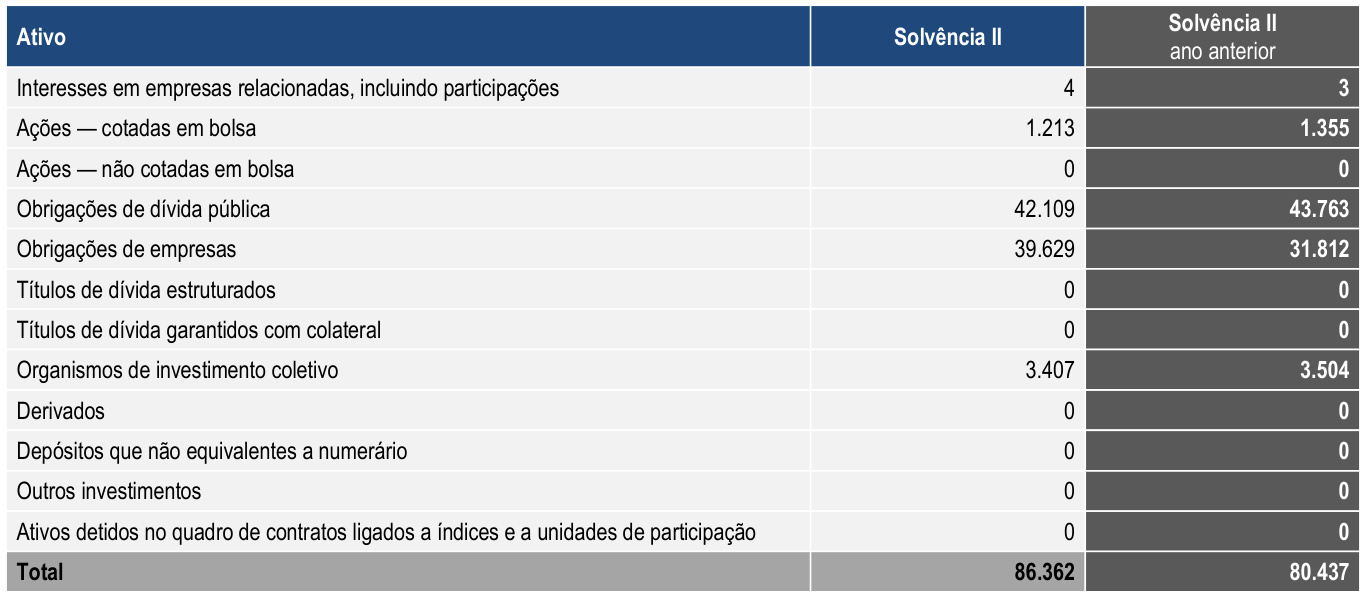 Ativo Solvência II Solvência II
ano anterior
Interesses em empresas relacionadas, incluindo participações 4 3
Ações — cotadas em bolsa 1.213 1.355
Ações — não cotadas em bolsa 0 0
Obrigações de dívida pública 42.109 43.763
Obrigações de empresas 39.629 31.812
Títulos de dívida estruturados 0 0
Títulos de dívida garantidos com colateral 0 0
Organismos de investimento coletivo 3.407 3.504
Derivados 0 0
Depósitos que não equivalentes a numerário 0 0
Outros investimentos 0 0
Ativos detidos no quadro de contratos ligados a índices e a unidades de participação 0 0
Total 86.362 80.437